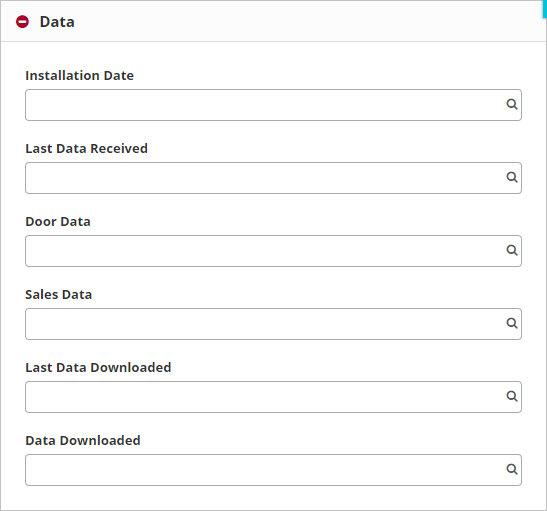 Data
Installation Date
Last Data Received
Door Data
Sales Data
Last Data Downloaded
Data Downloaded